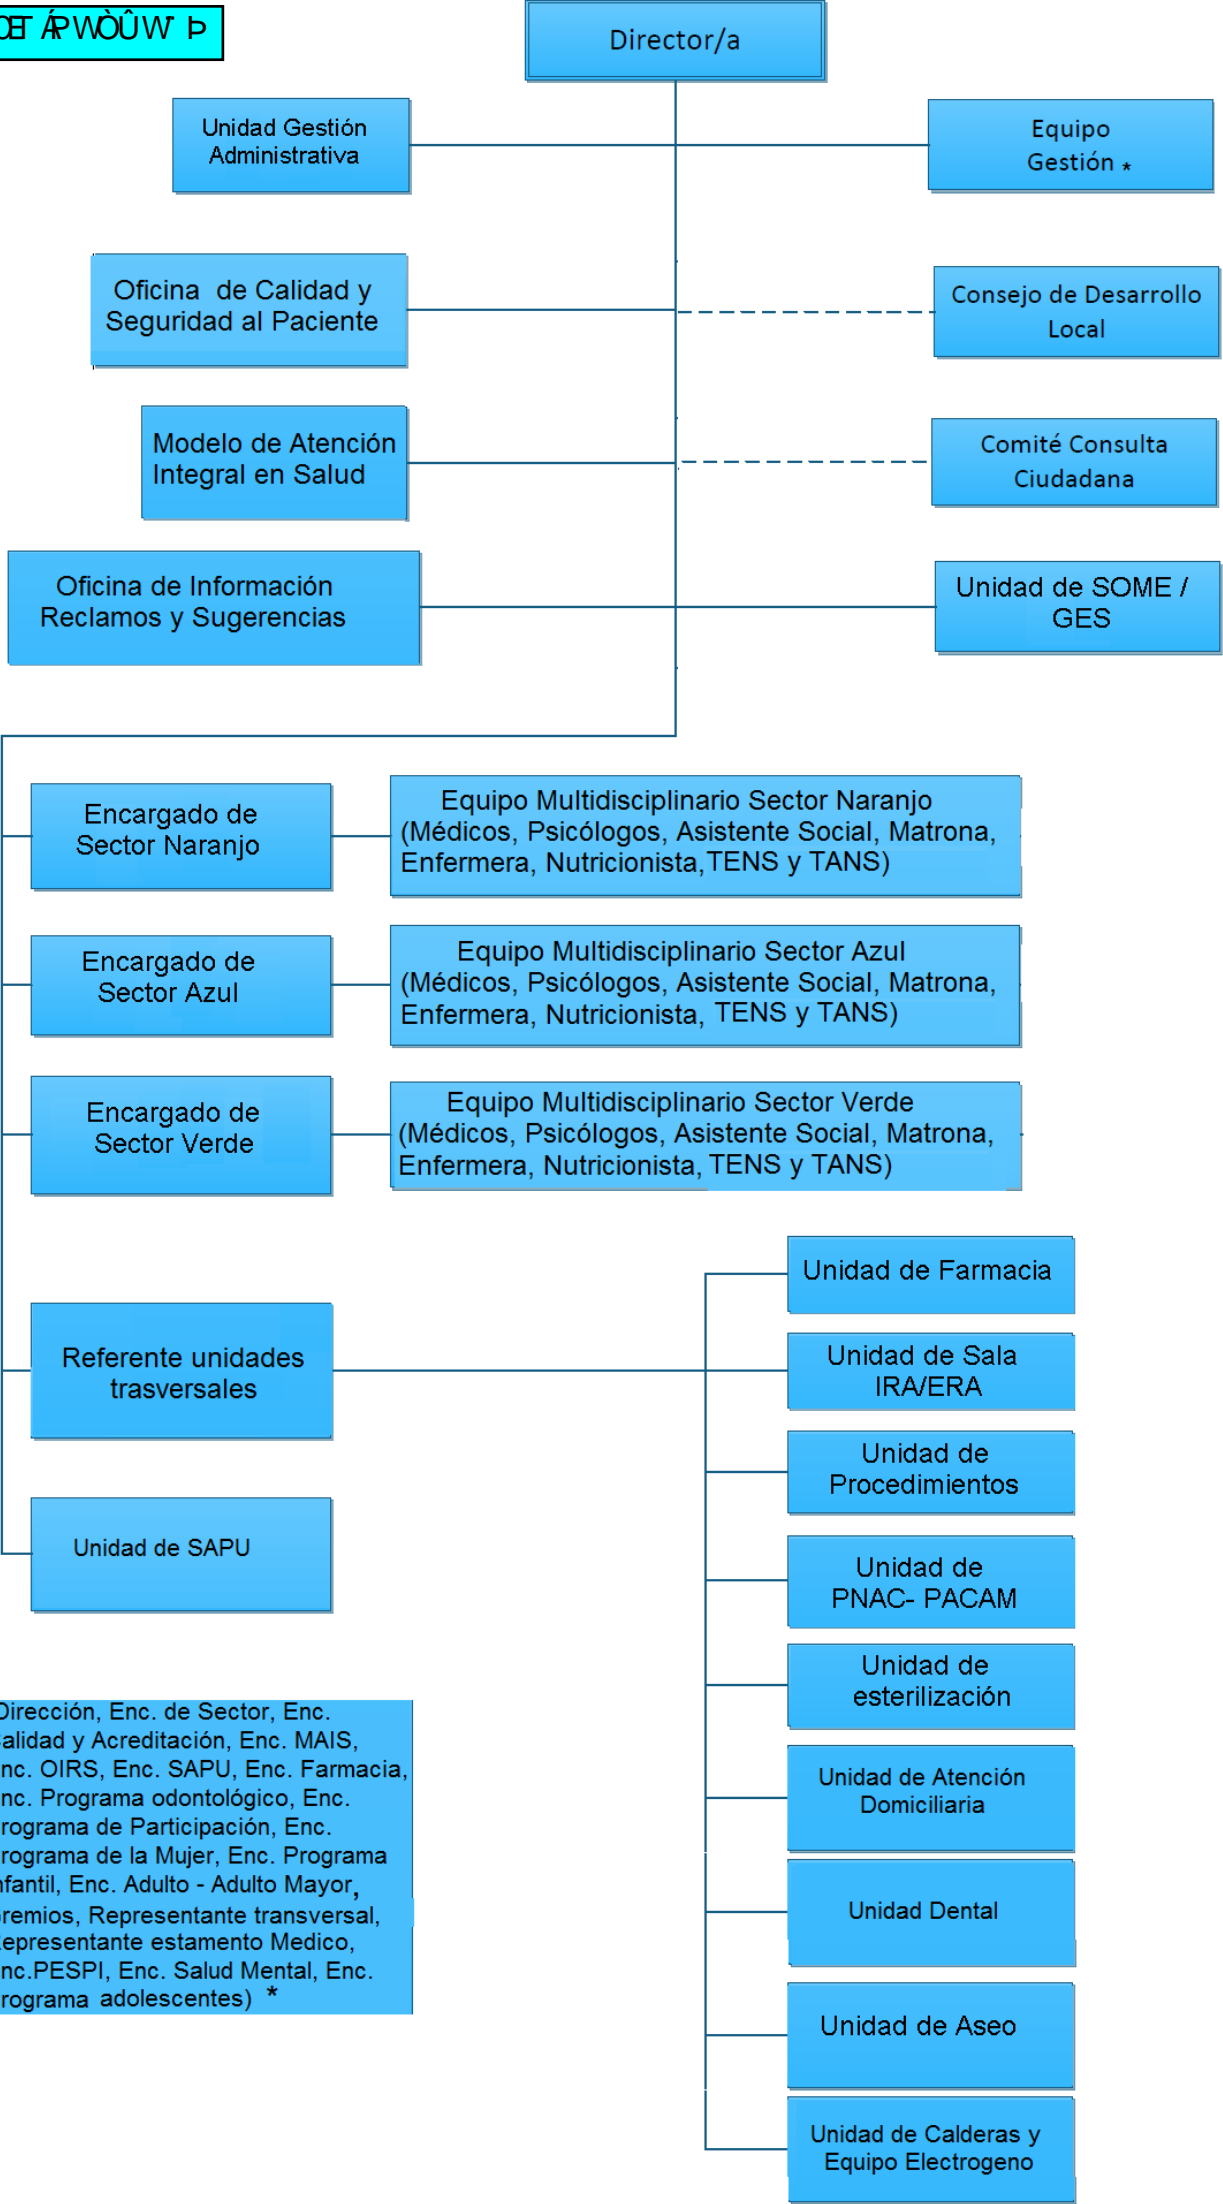 Director/a
Unidad Gestión
Administrativa
Equipo
Gestión *
Oficina de Calidad y
Seguridad al Paciente
Consejo de Desarrollo
Local
Modelo de Atención
Integral en Salud
Comité Consulta
Ciudadana
Oficina de Información
Reclamos y Sugerencias
Unidad de SOME /
GES
Encargado de
Sector Naranjo
Equipo Multidisciplinario Sector Naranjo
(Médicos, Psicólogos, Asistente Social, Matrona,
Enfermera, Nutricionista,TENS y TANS)
Encargado de
Sector Azul
Equipo Multidisciplinario Sector Azul
(Médicos, Psicólogos, Asistente Social, Matrona,
Enfermera, Nutricionista, TENS y TANS)
Encargado de
Sector Verde
Equipo Multidisciplinario Sector Verde
(Médicos, Psicólogos, Asistente Social, Matrona,
Enfermera, Nutricionista, TENS y TANS)
Referente unidades
trasversales
Unidad de Farmacia
Unidad de Sala
IRA/ERA
Unidad de
Procedimientos
Unidad de
PNAC- PACAM
Unidad de
esterilización
Unidad de Atención
Domiciliaria
Unidad Dental
Unidad de Aseo
Unidad de Calderas y
Equipo Electrogeno
Unidad de SAPU
Dirección, Enc. de Sector, Enc.
alidad y Acreditación, Enc. MAIS,
nc. OIRS, Enc. SAPU, Enc. Farmacia,
nc. Programa odontológico, Enc.
rograma de Participación, Enc.
rograma de la Mujer, Enc. Programa
nfantil, Enc. Adulto - Adulto Mayor,
remios, Representante transversal,
epresentante estamento Medico,
nc.PESPI, Enc. Salud Mental, Enc.
rograma adolescentes) *